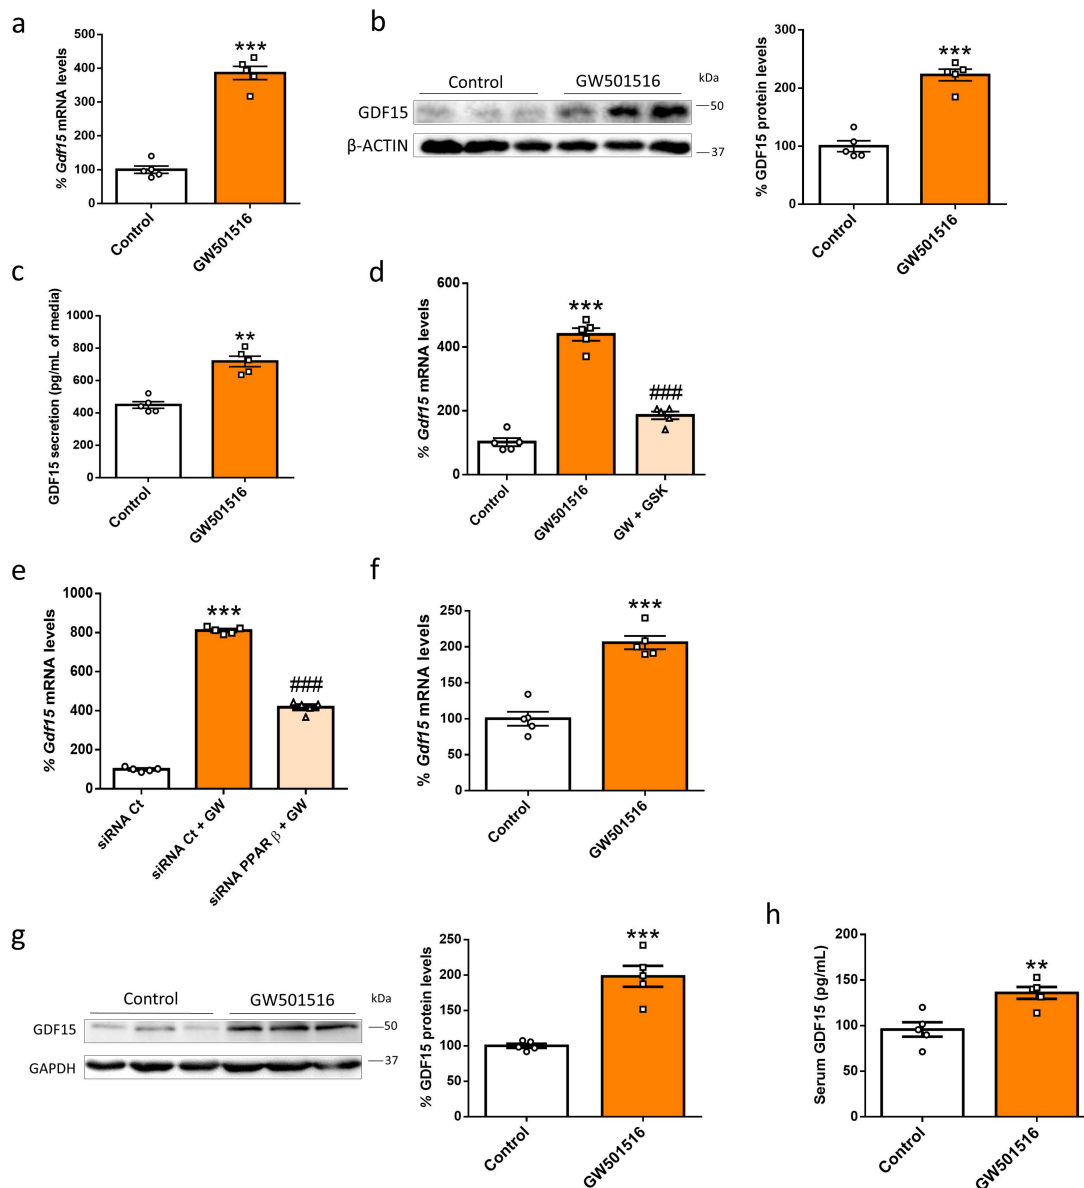 a
% Gdf15 mRNA levels
500
400
300
200
100
0
***
Control
GW501516
b
Control
GW501516
kDa
GDF15
50
β-ACTIN
37
% GDF15 protein levels
300
200
100
0
***
Control
GW501516
c
GDF15 secretion (pg/mL of media)
1000
800
600
400
200
0
**
Control
GW501516
d
% Gdf15 mRNA levels
600
400
200
0
***
###
Control
GW501516
GW + GSK
e
% Gdf15 mRNA levels
1000
800
600
400
200
0
***
###
siRNA Ct
siRNA Ct + GW
siRNA PPAR β + GW
f
% Gdf15 mRNA levels
250
200
150
100
50
0
***
Control
GW501516
g
Control
GW501516
kDa
GDF15
50
GAPDH
37
% GDF15 protein levels
250
200
150
100
50
0
***
Control
GW501516
h
Serum GDF15 (pg/mL)
200
150
100
50
0
**
Control
GW501516